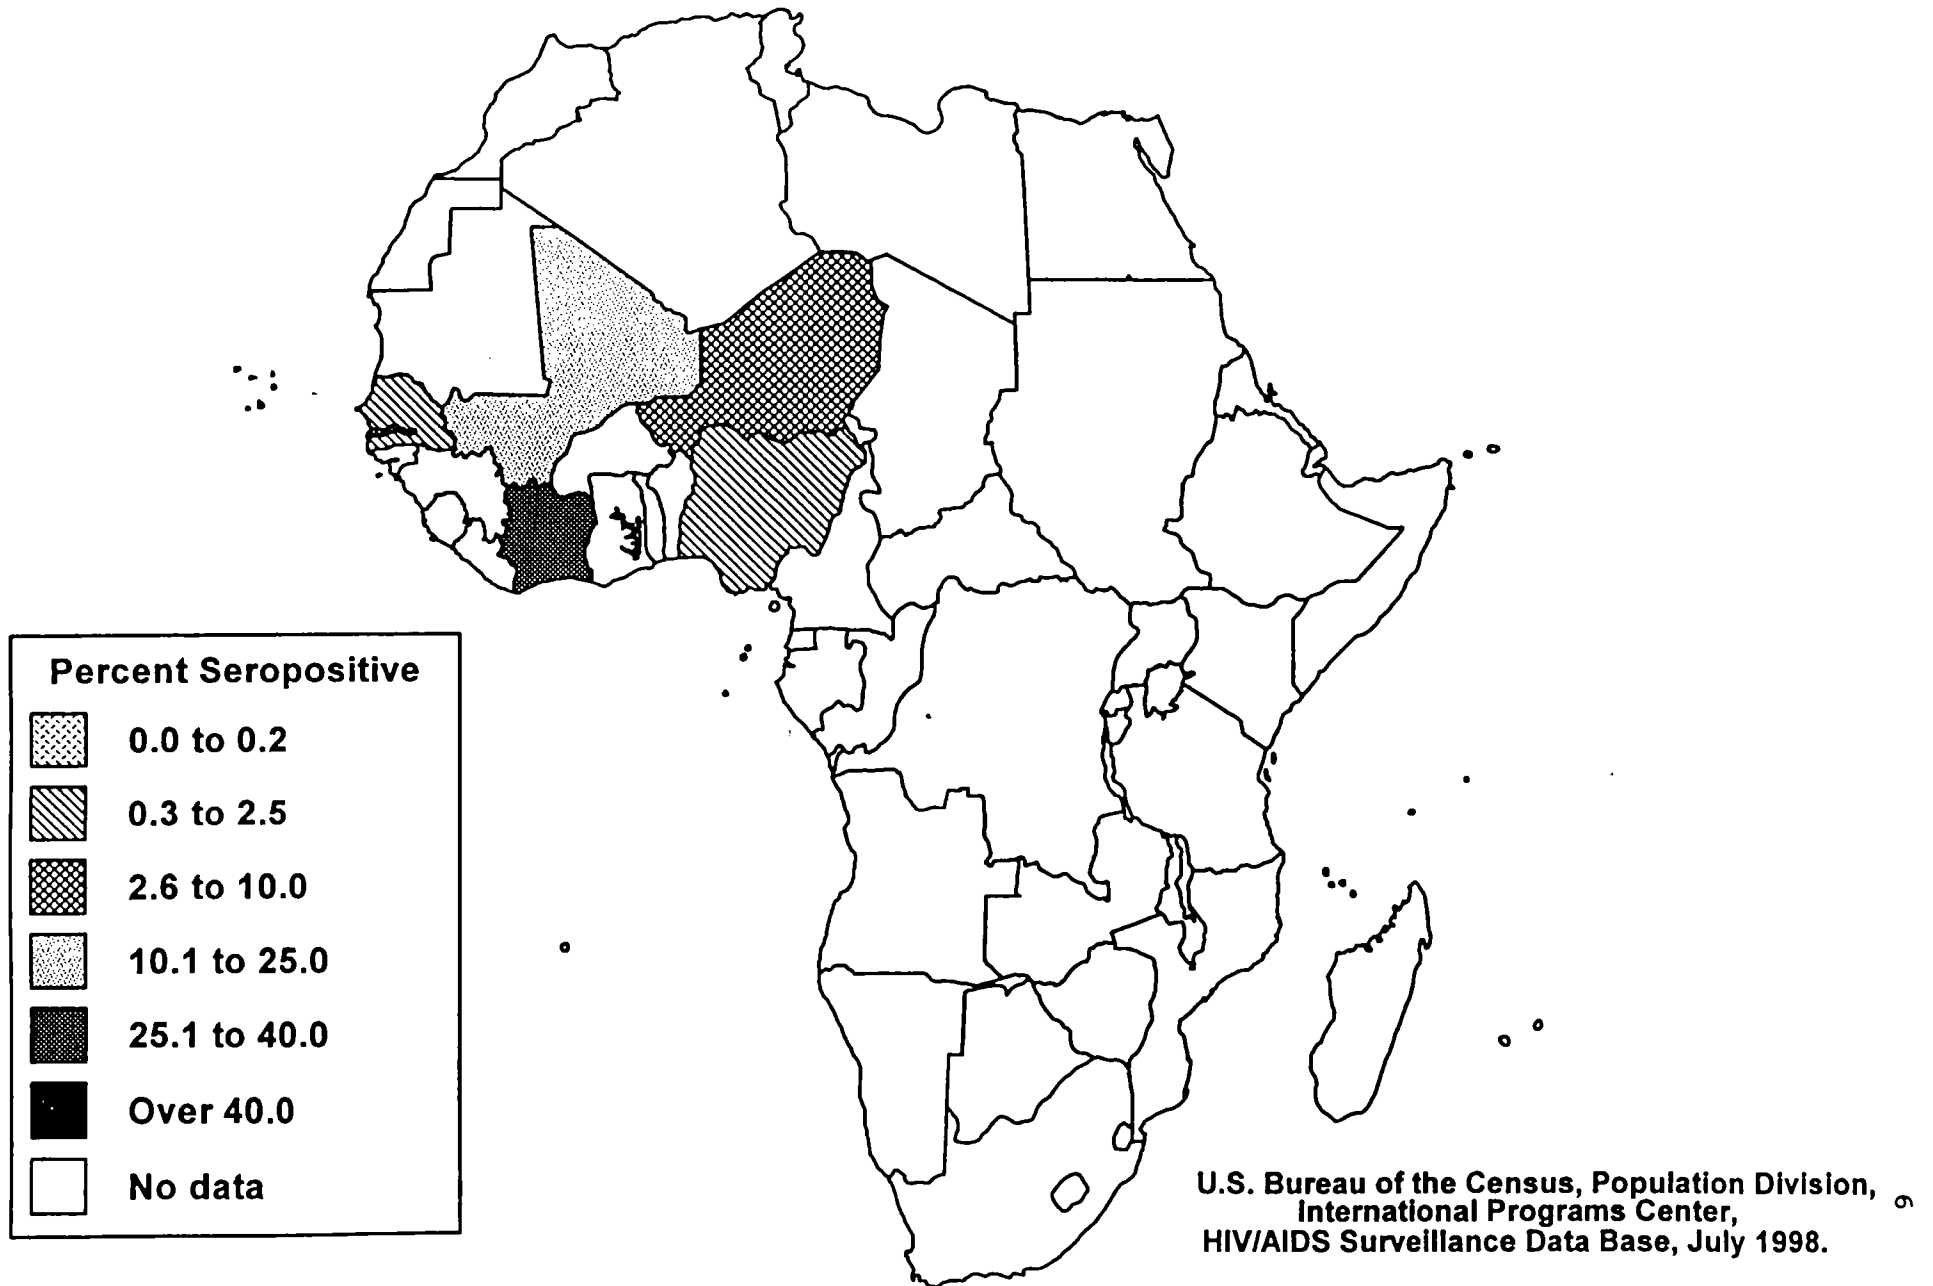 Percent Seropositive
0.0 to 0.2
0.3 to 2.5
2.6 to 10.0
10.1 to 25.0
25.1 to 40.0
Over 40.0
No data
U.S. Bureau of the Census, Population Division,
International Programs Center,
HIV/AIDS Surveillance Data Base, July 1998.
6